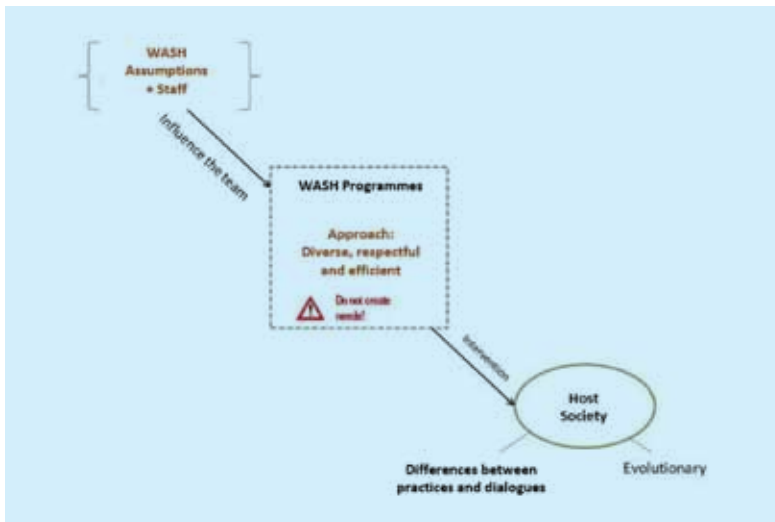 WASH
Assumptions
+ Staff
Influence the team
WASH Programmes
Approach:
Diverse, respectful
and efficient
Do not create
needs!
Intervention
Host
Society
Differences between
practices and dialogues
Evolutionary